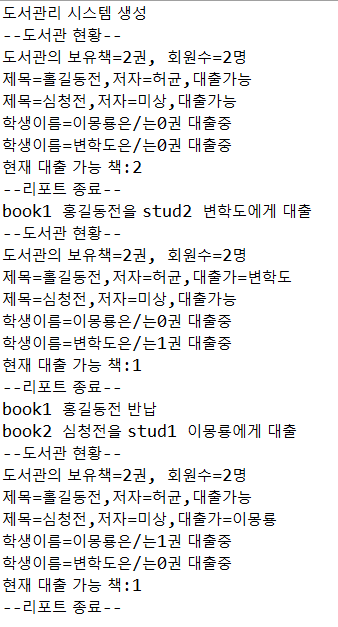 도서관리 시스템 생성
--도서관 현황--
도서관의 보유책=2권, 회원수=2명
제목=홍길동전,저자=허균,대출가능
제목=심청전,저자=미상,대출가능
학생이름=이몽룡은/는0권 대출중
학생이름=변학도은/는0권 대출중
현재 대출 가능 책:2
--리포트 종료--
book1 홍길동전을 stud2 변학도에게 대출
--도서관 현황--
도서관의 보유책=2권, 회원수=2명
제목=홍길동전,저자=허균,대출가=변학도
제목=심청전,저자=미상,대출가능
학생이름=이몽룡은/는0권 대출중
학생이름=변학도은/는1권 대출중
현재 대출 가능 책:1
--리포트 종료--
book1 홍길동전 반납
book2 심청전을 stud1 이몽룡에게 대출
--도서관 현황--
도서관의 보유책=2권, 회원수=2명
제목=홍길동전,저자=허균,대출가능
제목=심청전,저자=미상,대출가=이몽룡
학생이름=이몽룡은/는1권 대출중
학생이름=변학도은/는0권 대출중
현재 대출 가능 책:1
--리포트 종료--